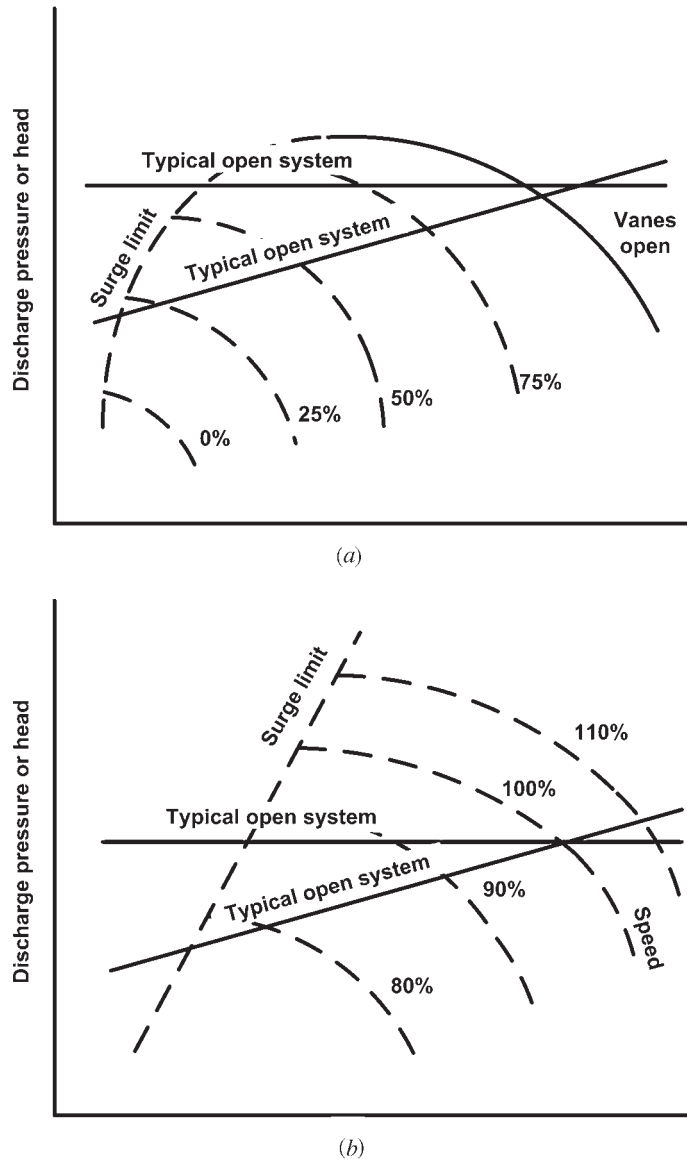 Discharge pressure or head
Typical open system
Surge limit
Typical open system
Vanes
open
75%
50%
25%
0%
(a)
Discharge pressure or head
Surge limit
110%
100%
Typical open system
Typical open system
90%
Speed
80%
(b)